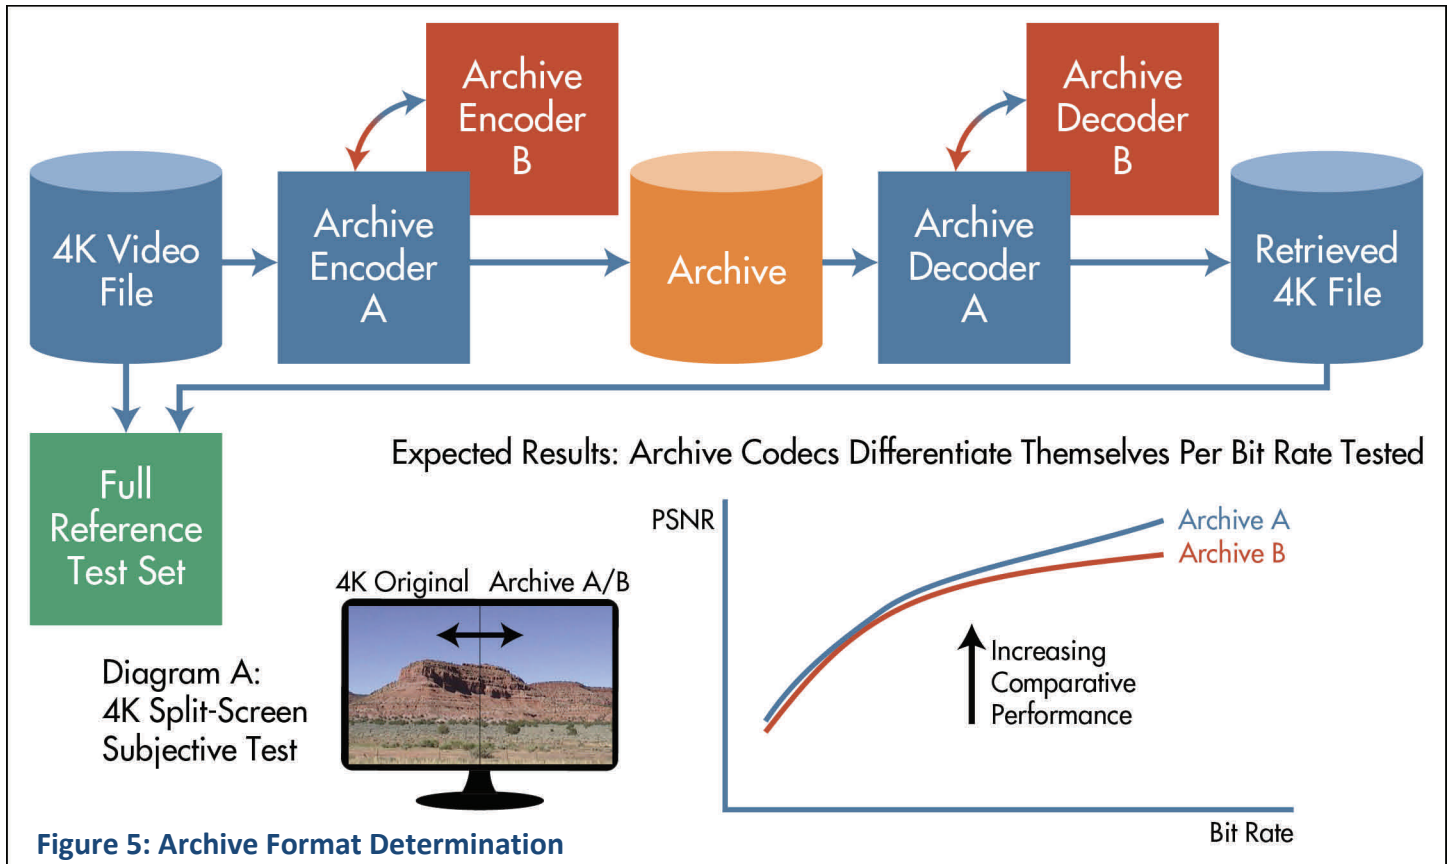 Archive
Encoder
B
Archive
Decoder
B
4K Video
File
Archive
Encoder
A
Archive
Archive
Decoder
A
Retrieved
4K File
Full
Reference
Test Set
Expected Results: Archive Codecs Differentiate Themselves Per Bit Rate Tested
4K Original
Archive A/B
Diagram A:
4K Split-Screen
Subjective Test
PSNR
Archive A
Archive B
Increasing
Comparative
Performance
Bit Rate
Figure 5: Archive Format Determination